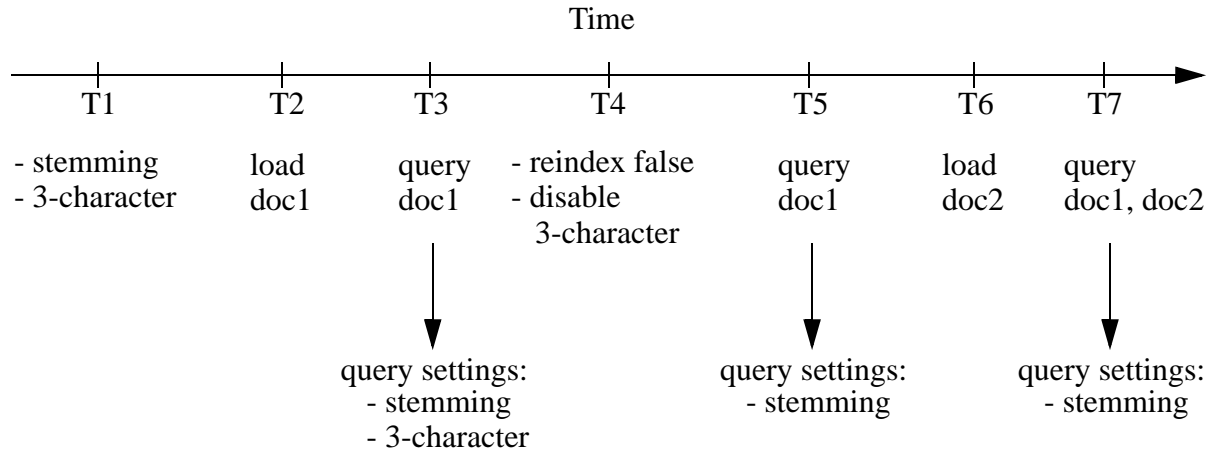 Time
T1
T2
T3
T4
T5
T6
T7
- stemming
- 3-character
load
doc1
query
doc1
- reindex false
- disable
3-character
query
doc1
load
doc2
query
doc1, doc2
query settings:
- stemming
- 3-character
query settings:
- stemming
query settings:
- stemming